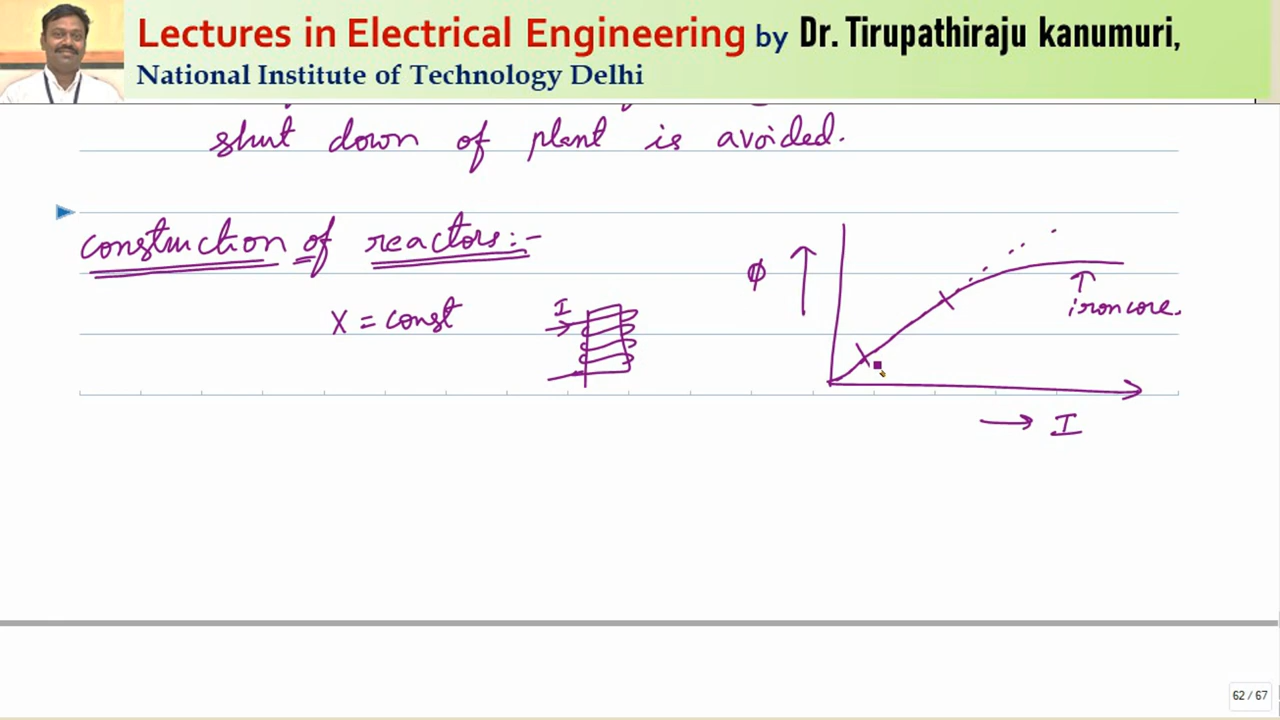 Lectures in Electrical Engineering by Dr. Tirupathiraju kanumuri,
National Institute of Technology Delhi
shut down of plant is avoided.
construction of reactors:-
X = const
I
ϕ
iron core.
I
62 / 67